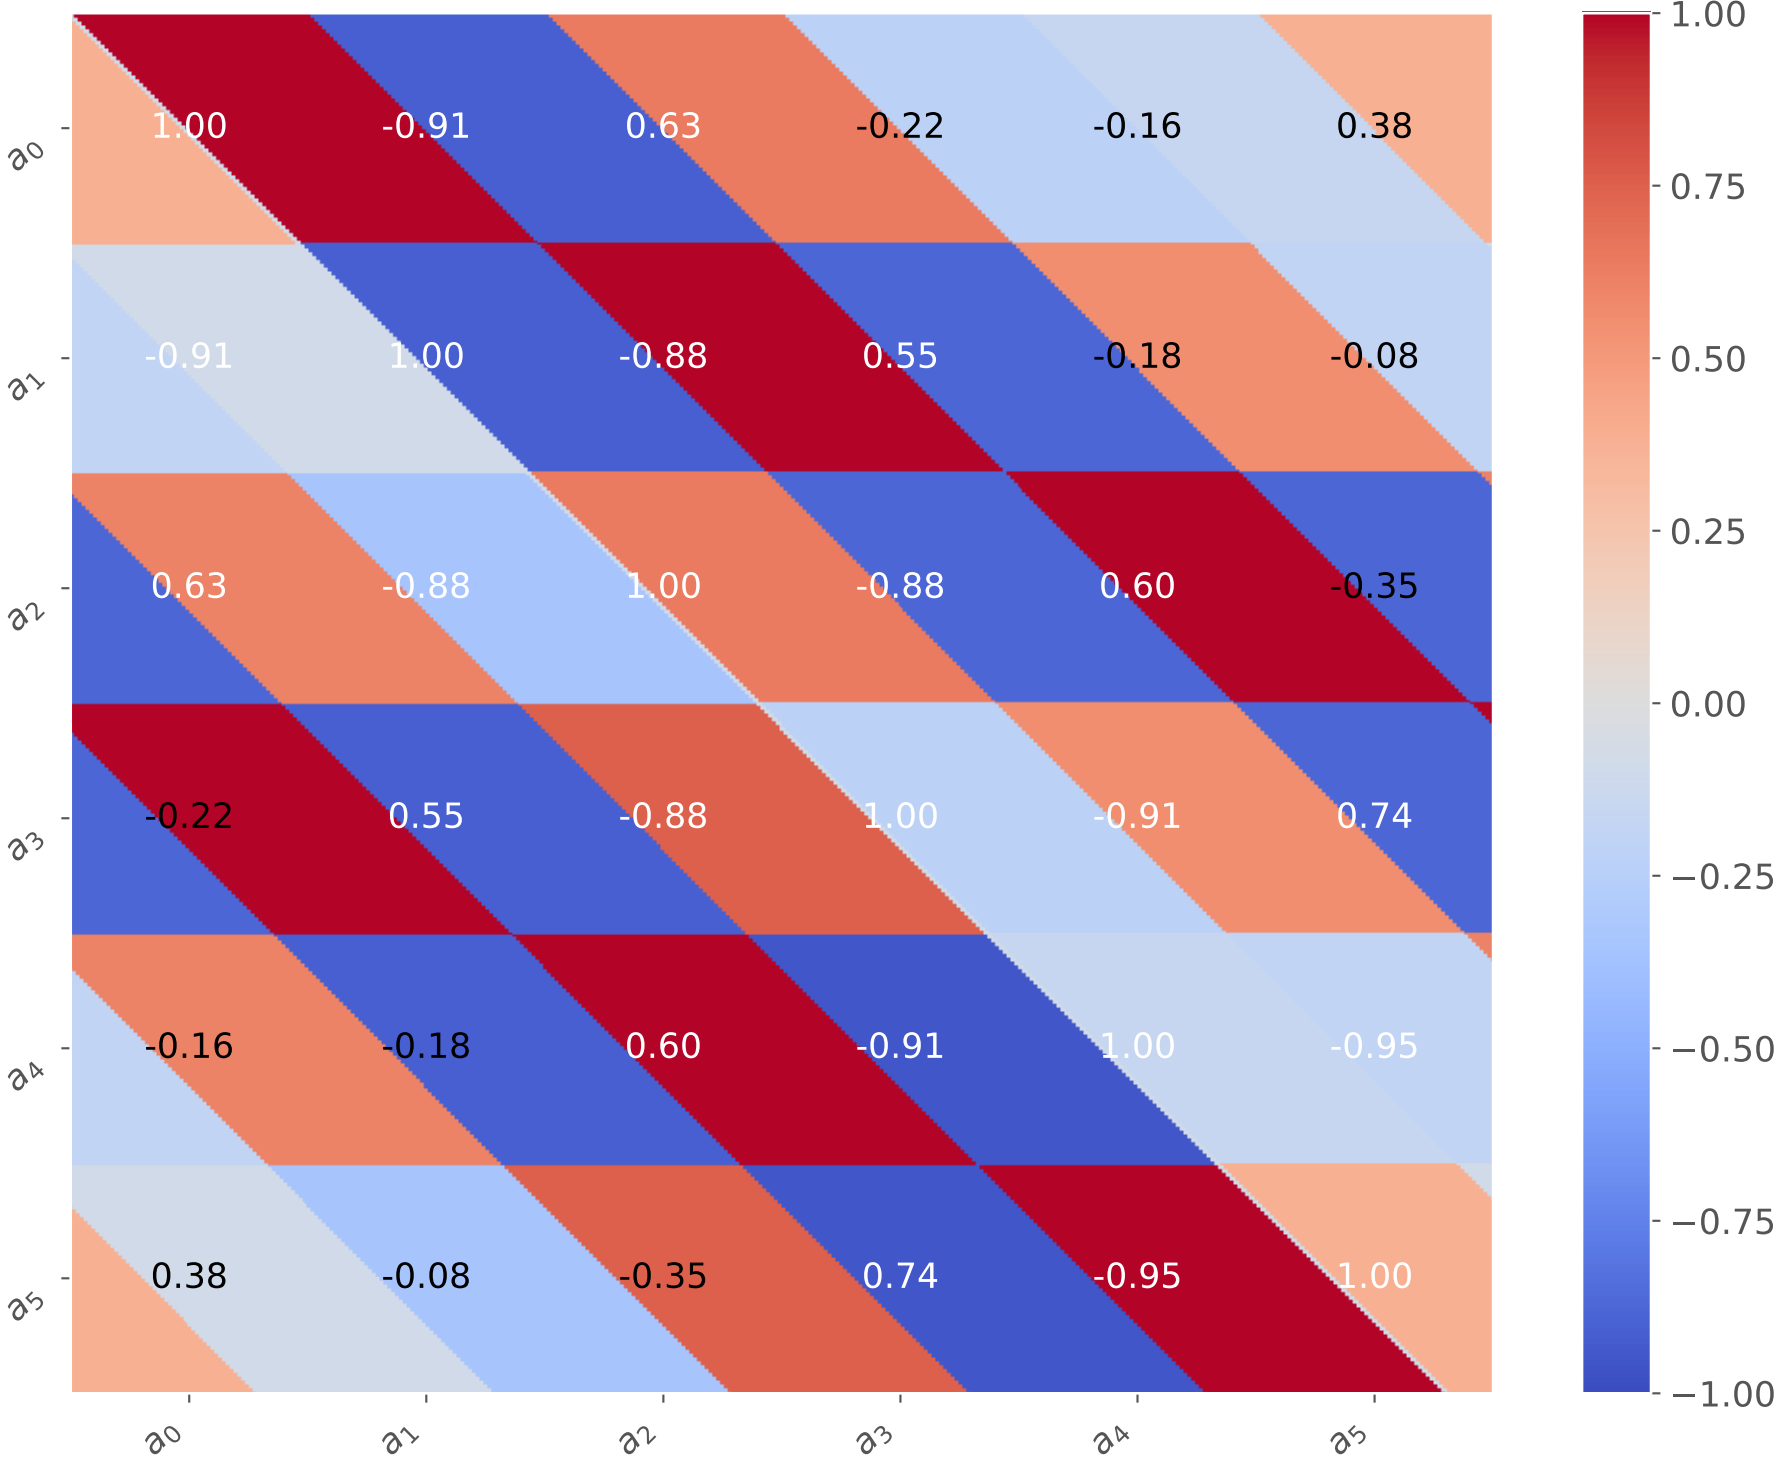 1.00
a0 1.00 -0.91 0.63 -0.22 -0.16 0.38
0.75
a1 -0.91 1.00 -0.88 0.55 -0.18 -0.08
0.50
0.25
a2 0.63 -0.88 1.00 -0.88 0.60 -0.35
0.00
a3 -0.22 0.55 -0.88 1.00 -0.91 0.74
−0.25
a4 -0.16 -0.18 0.60 -0.91 1.00 -0.95
−0.50
−0.75
a5 0.38 -0.08 -0.35 0.74 -0.95 1.00
−1.00
a0 a1 a2 a3 a4 a5